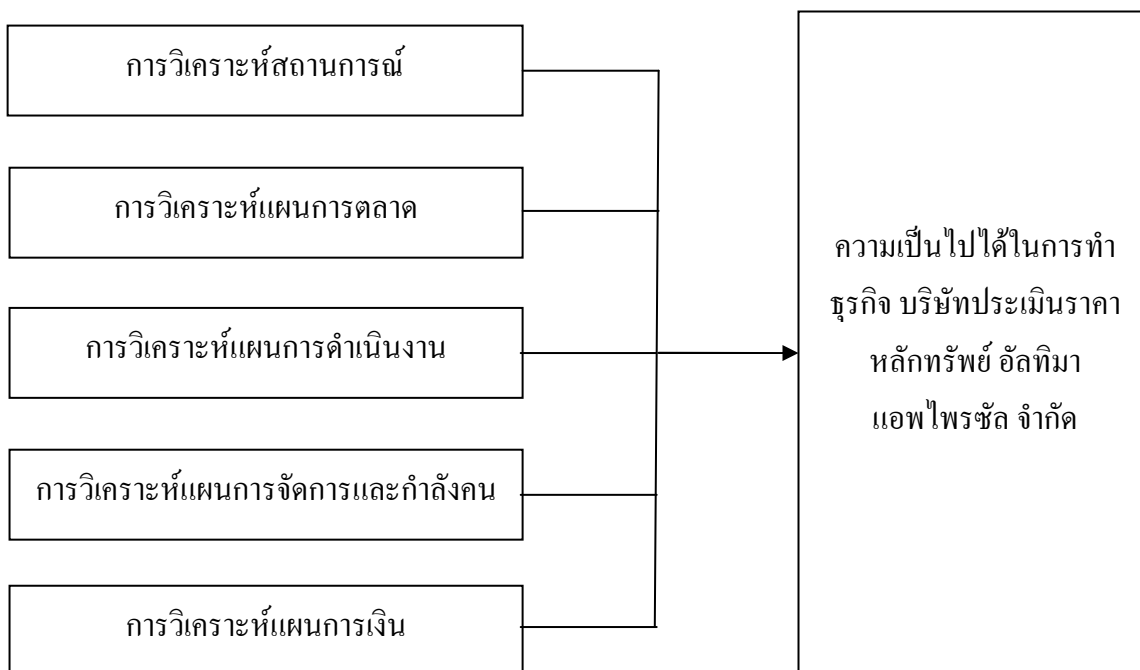 การวิเคราะห์สถานการณ์
การวิเคราะห์แผนการตลาด
การวิเคราะห์แผนการดำเนินงาน
การวิเคราะห์แผนการจัดการและกำลังคน
การวิเคราะห์แผนการเงิน
ความเป็นไปได้ในการทำ
ธุรกิจ บริษัทประเมินราคา
หลักทรัพย์ อัลทิมา
แอพไพรซัล จำกัด